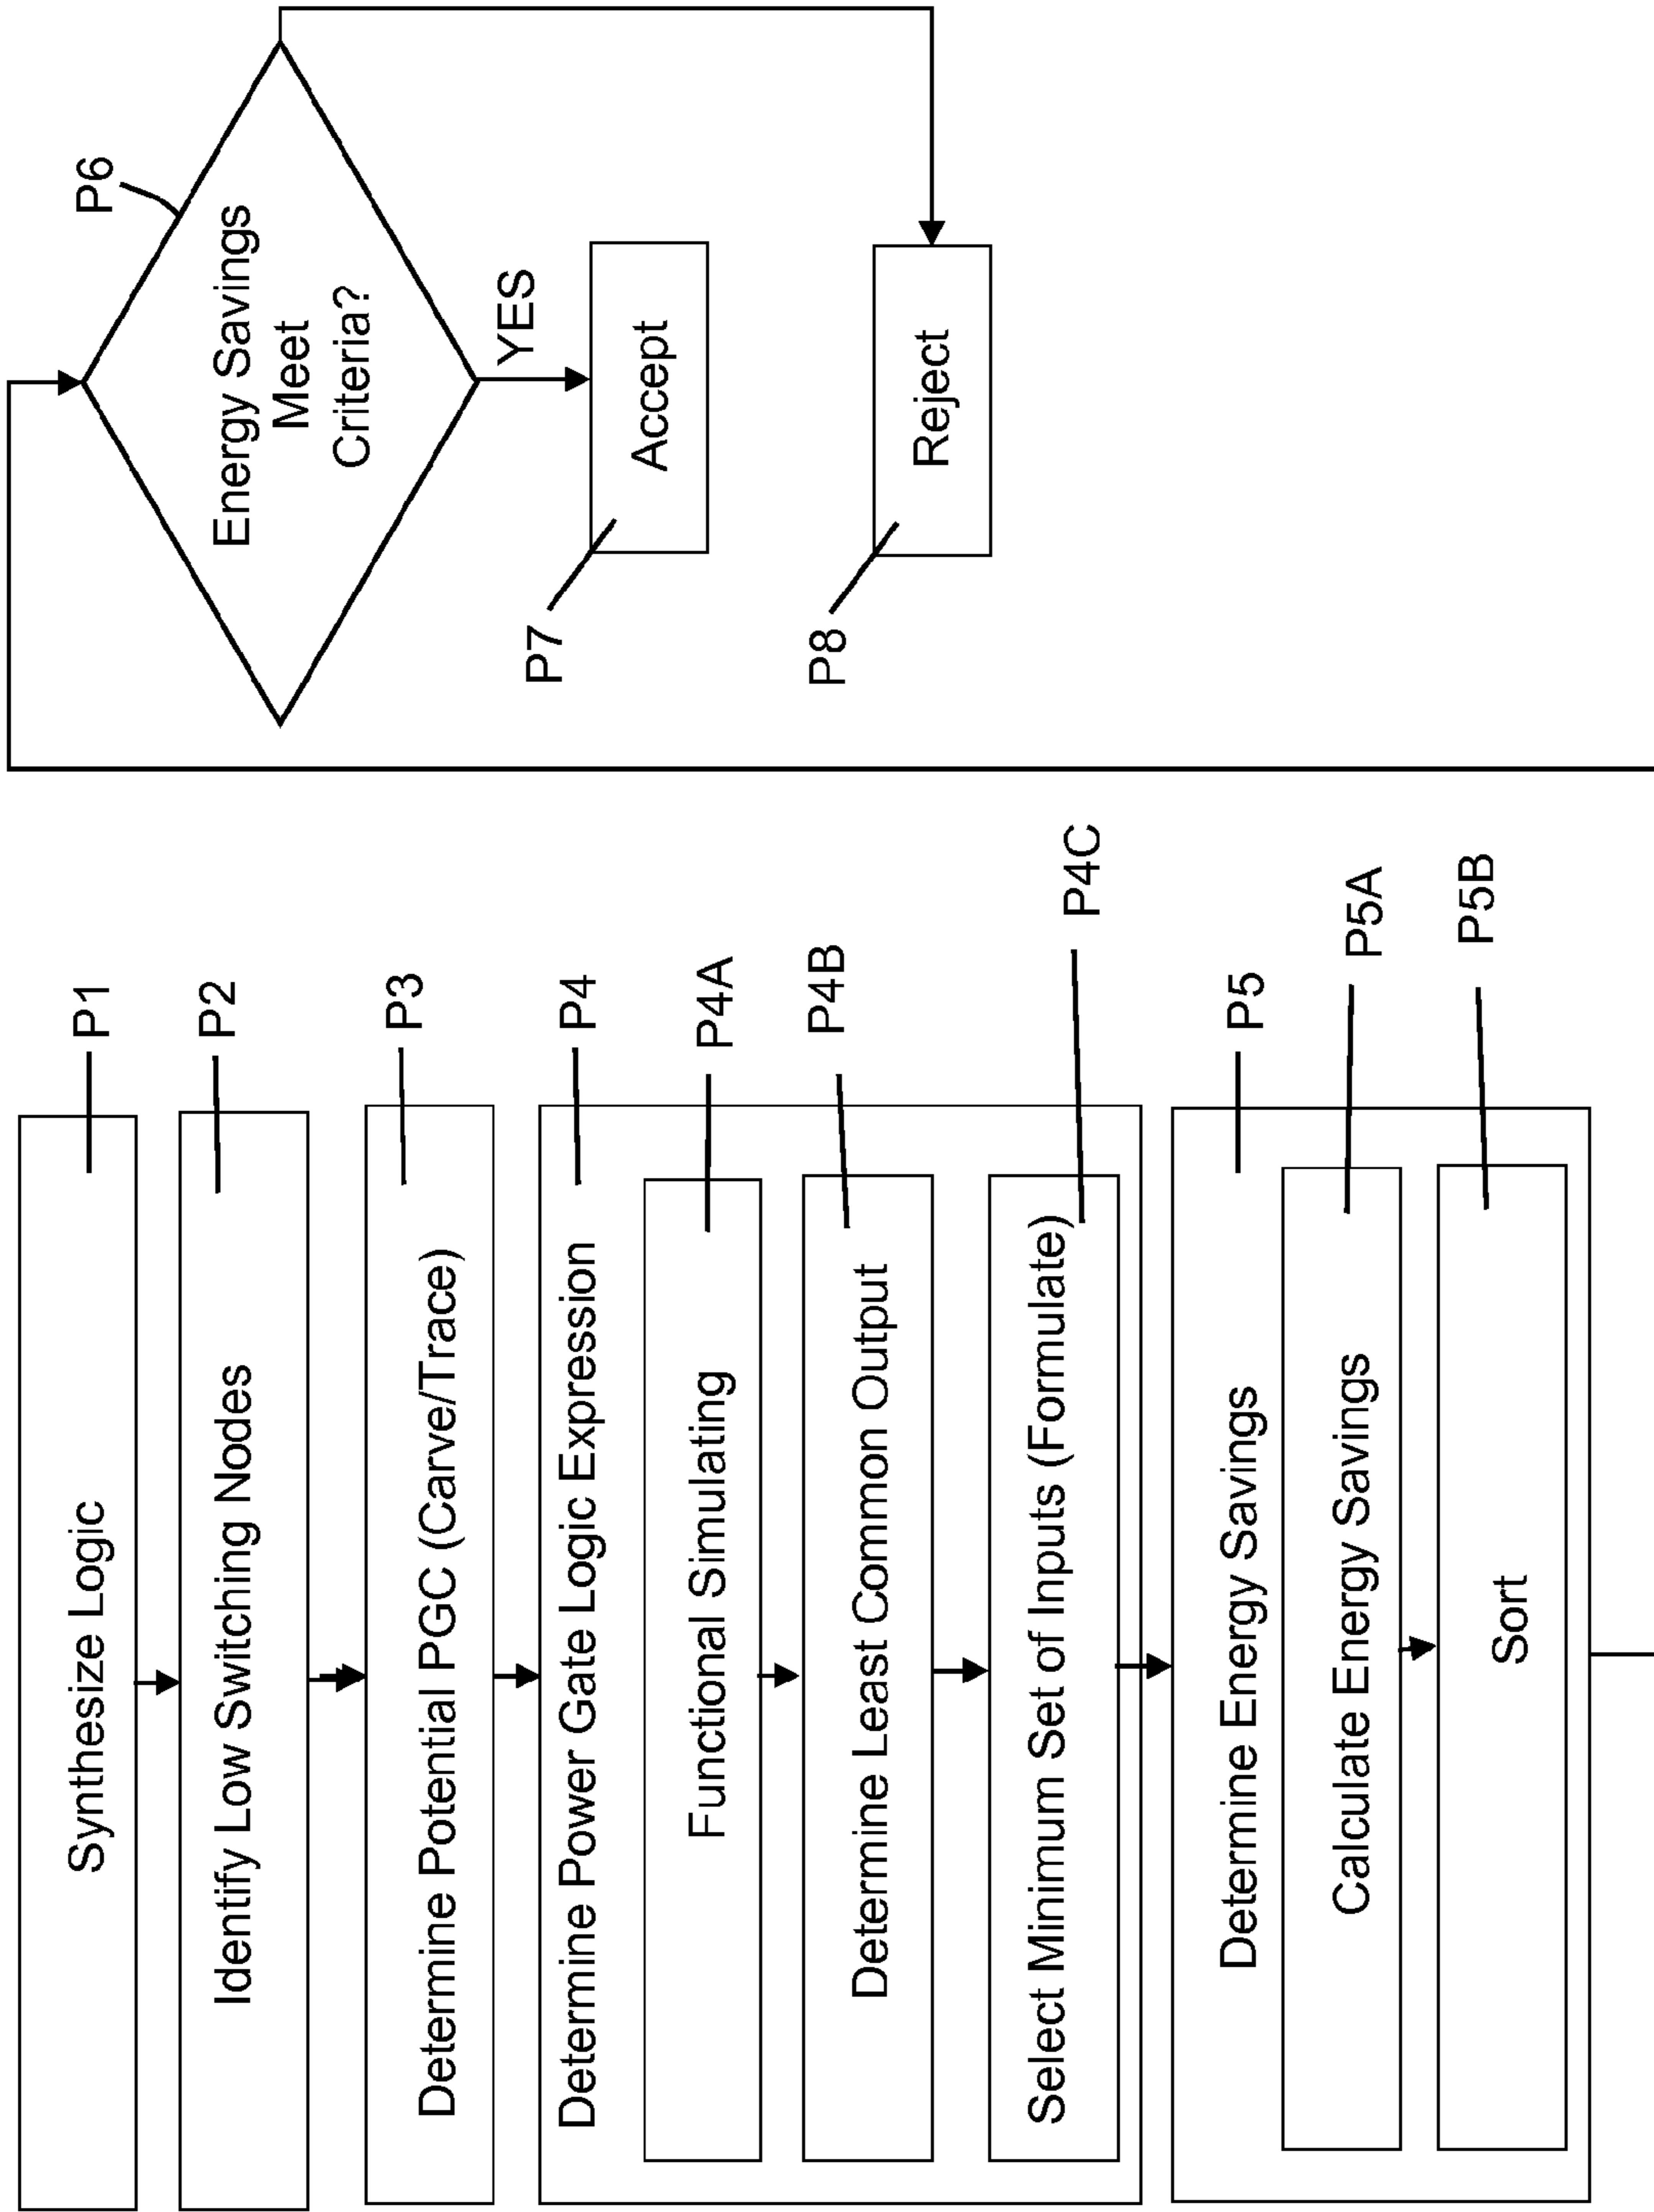 Synthesize Logic
P1
Identify Low Switching Nodes
P2
Determine Potential PGC (Carve/Trace)
P3
Determine Power Gate Logic Expression
P4
Functional Simulating
P4A
Determine Least Common Output
P4B
Select Minimum Set of Inputs (Formulate)
P4C
Determine Energy Savings
P5
Calculate Energy Savings
P5A
Sort
P5B
P6
Energy Savings
Meet
Criteria?
YES
P7
Accept
P8
Reject